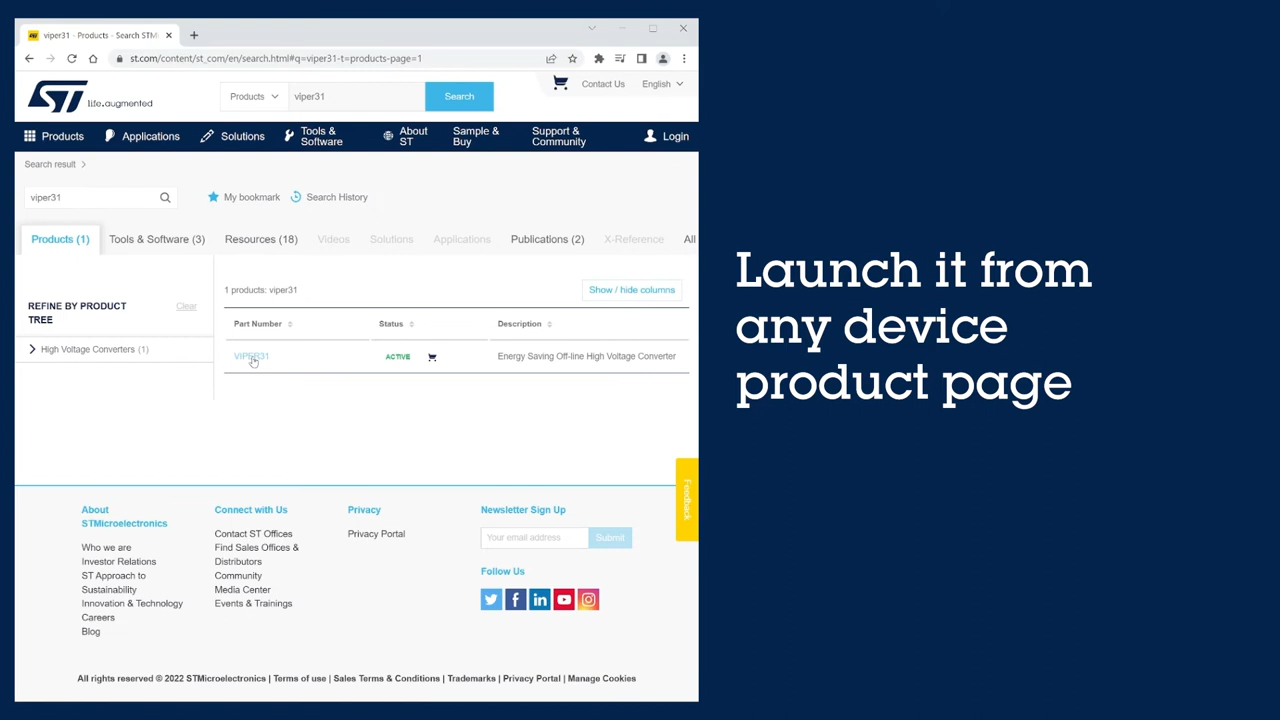 viper31 - Products - Search STM
st.com/content/st_com/en/search.html#q=viper31-t=products-page=1
Contact Us
English
ST
life.augmented
Products
viper31
Search
Products
Applications
Solutions
Tools &
Software
About
ST
Sample &
Buy
Support &
Community
Login
Search result
viper31
My bookmark
Search History
Products (1)
Tools & Software (3)
Resources (18)
Videos
Solutions
Applications
Publications (2)
X-Reference
All
REFINE BY PRODUCT
TREE
Clear
High Voltage Converters (1)
1 products: viper31
Show / hide columns
Part Number
Status
Description
VIPER31
ACTIVE
Energy Saving Off-line High Voltage Converter
Feedback
About
STMicroelectronics
Who we are
Investor Relations
ST Approach to
Sustainability
Innovation & Technology
Careers
Blog
Connect with Us
Contact ST Offices
Find Sales Offices &
Distributors
Community
Media Center
Events & Trainings
Privacy
Privacy Portal
Newsletter Sign Up
Your email address
Submit
Follow Us
All rights reserved © 2022 STMicroelectronics | Terms of use | Sales Terms & Conditions | Trademarks | Privacy Portal | Manage Cookies
Launch it from
any device
product page